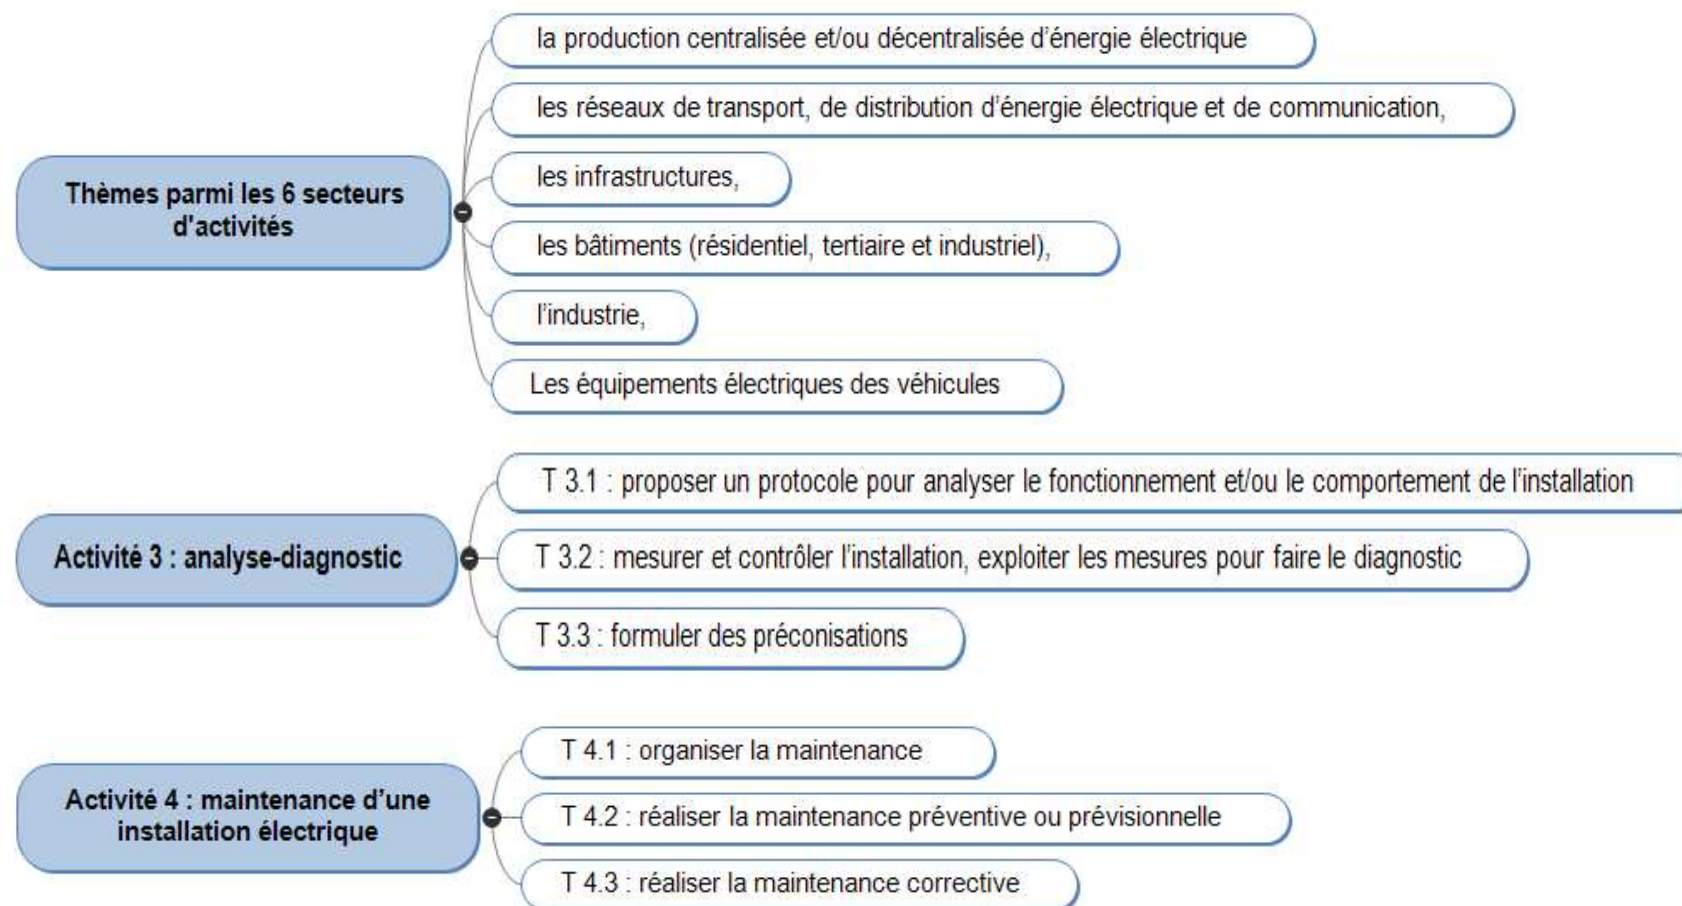 Thèmes parmi les 6 secteurs
d'activités
la production centralisée et/ou décentralisée d’énergie électrique
les réseaux de transport, de distribution d’énergie électrique et de communication,
les infrastructures,
les bâtiments (résidentiel, tertiaire et industriel),
l’industrie,
Les équipements électriques des véhicules
Activité 3 : analyse-diagnostic
T 3.1 : proposer un protocole pour analyser le fonctionnement et/ou le comportement de l’installation
T 3.2 : mesurer et contrôler l’installation, exploiter les mesures pour faire le diagnostic
T 3.3 : formuler des préconisations
Activité 4 : maintenance d’une
installation électrique
T 4.1 : organiser la maintenance
T 4.2 : réaliser la maintenance préventive ou prévisionnelle
T 4.3 : réaliser la maintenance corrective